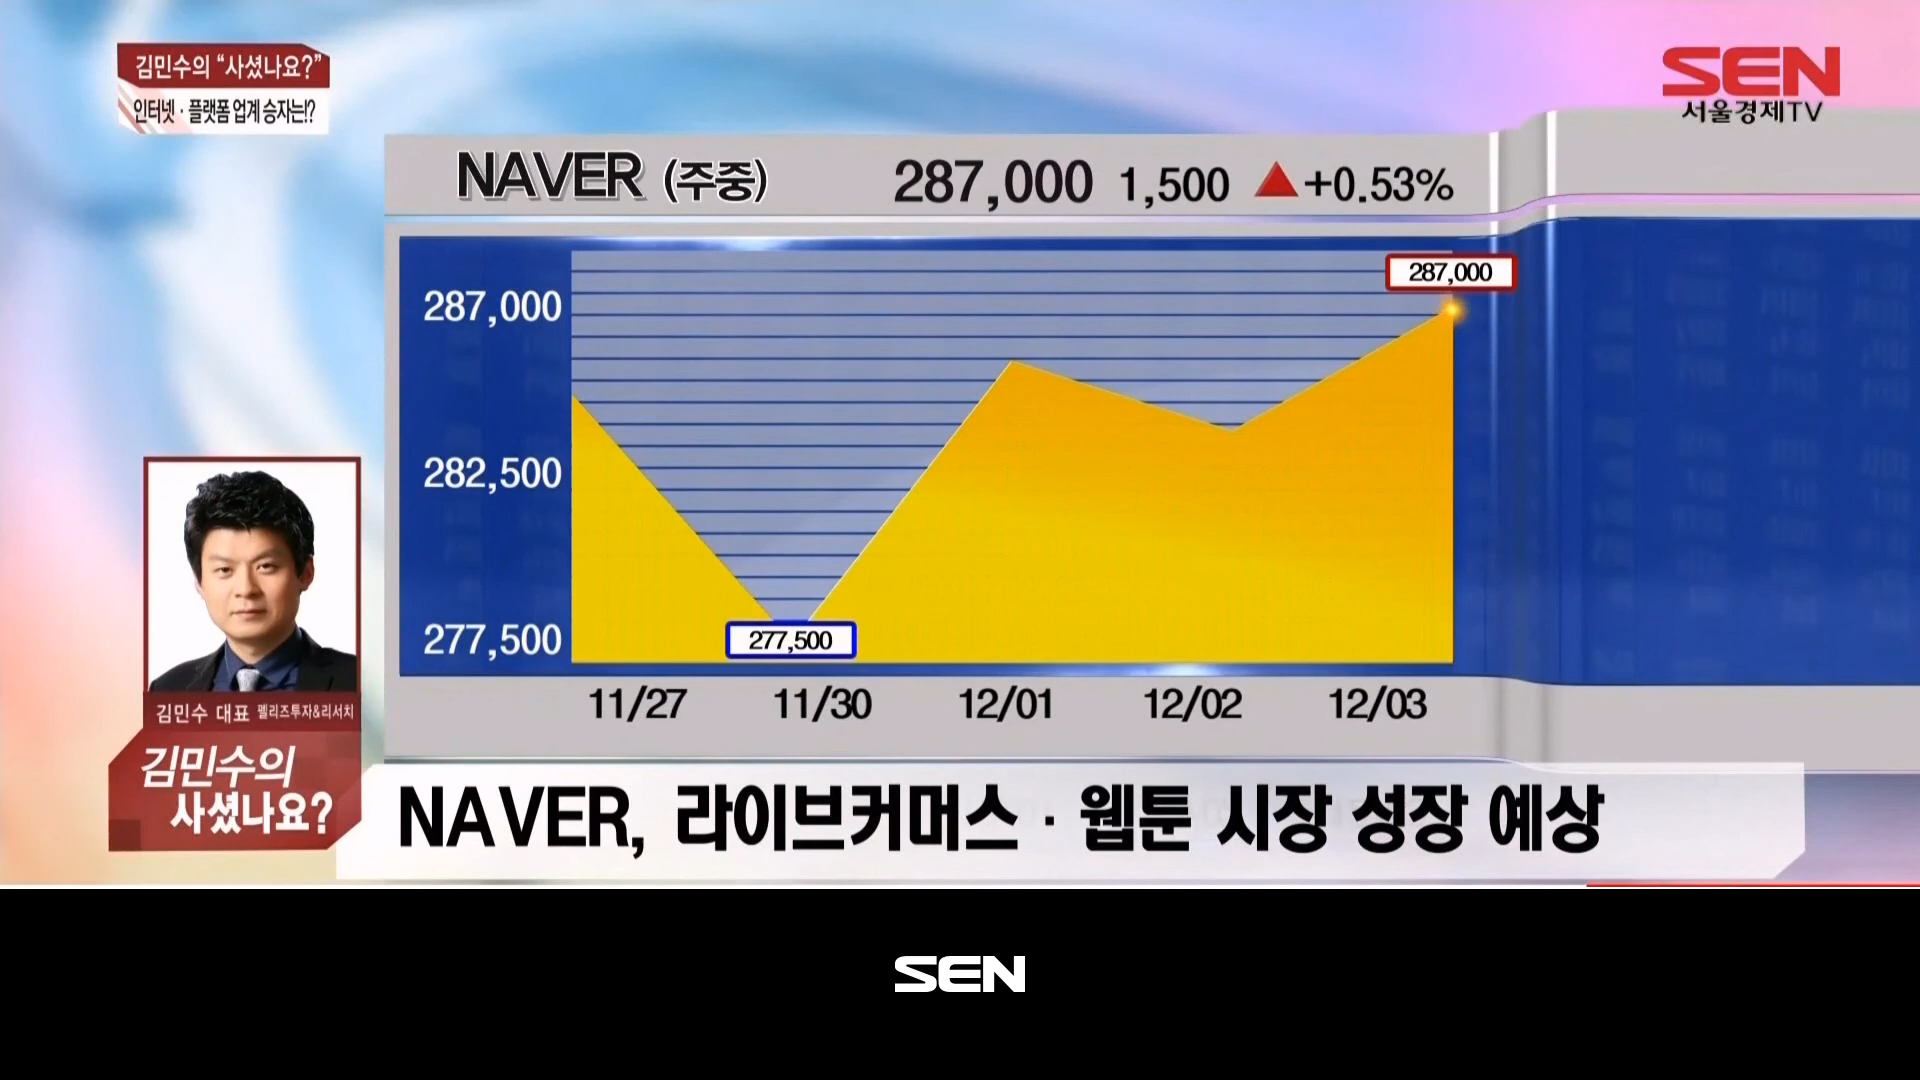 김민수의 “사셨나요?”
인터넷 · 플랫폼 업계 승자는!?
SEN
서울경제TV
NAVER (주중) 287,000 1,500 ▲+0.53%
287,000
287,000
282,500
277,500
277,500
11/27 11/30 12/01 12/02 12/03
김민수 대표 펠리즈투자&리서치
김민수의
사셨나요?
NAVER, 라이브커머스 · 웹툰 시장 성장 예상
SEN